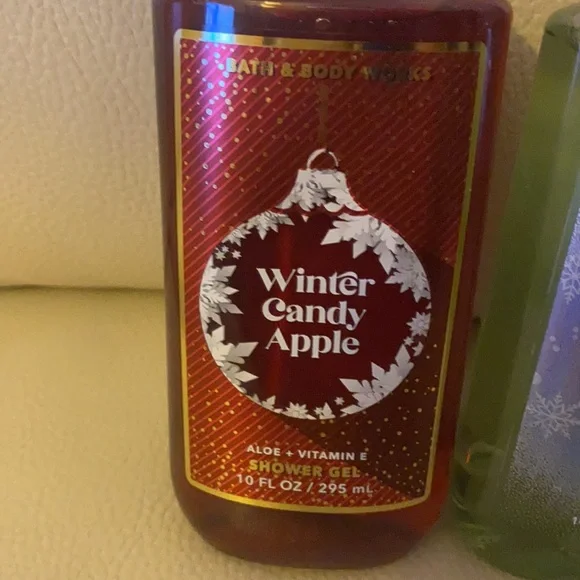 BATH & BODY WORKS
Winter
Candy
Apple
ALOE + VITAMIN E
SHOWER GEL
10 FL OZ / 295 mL